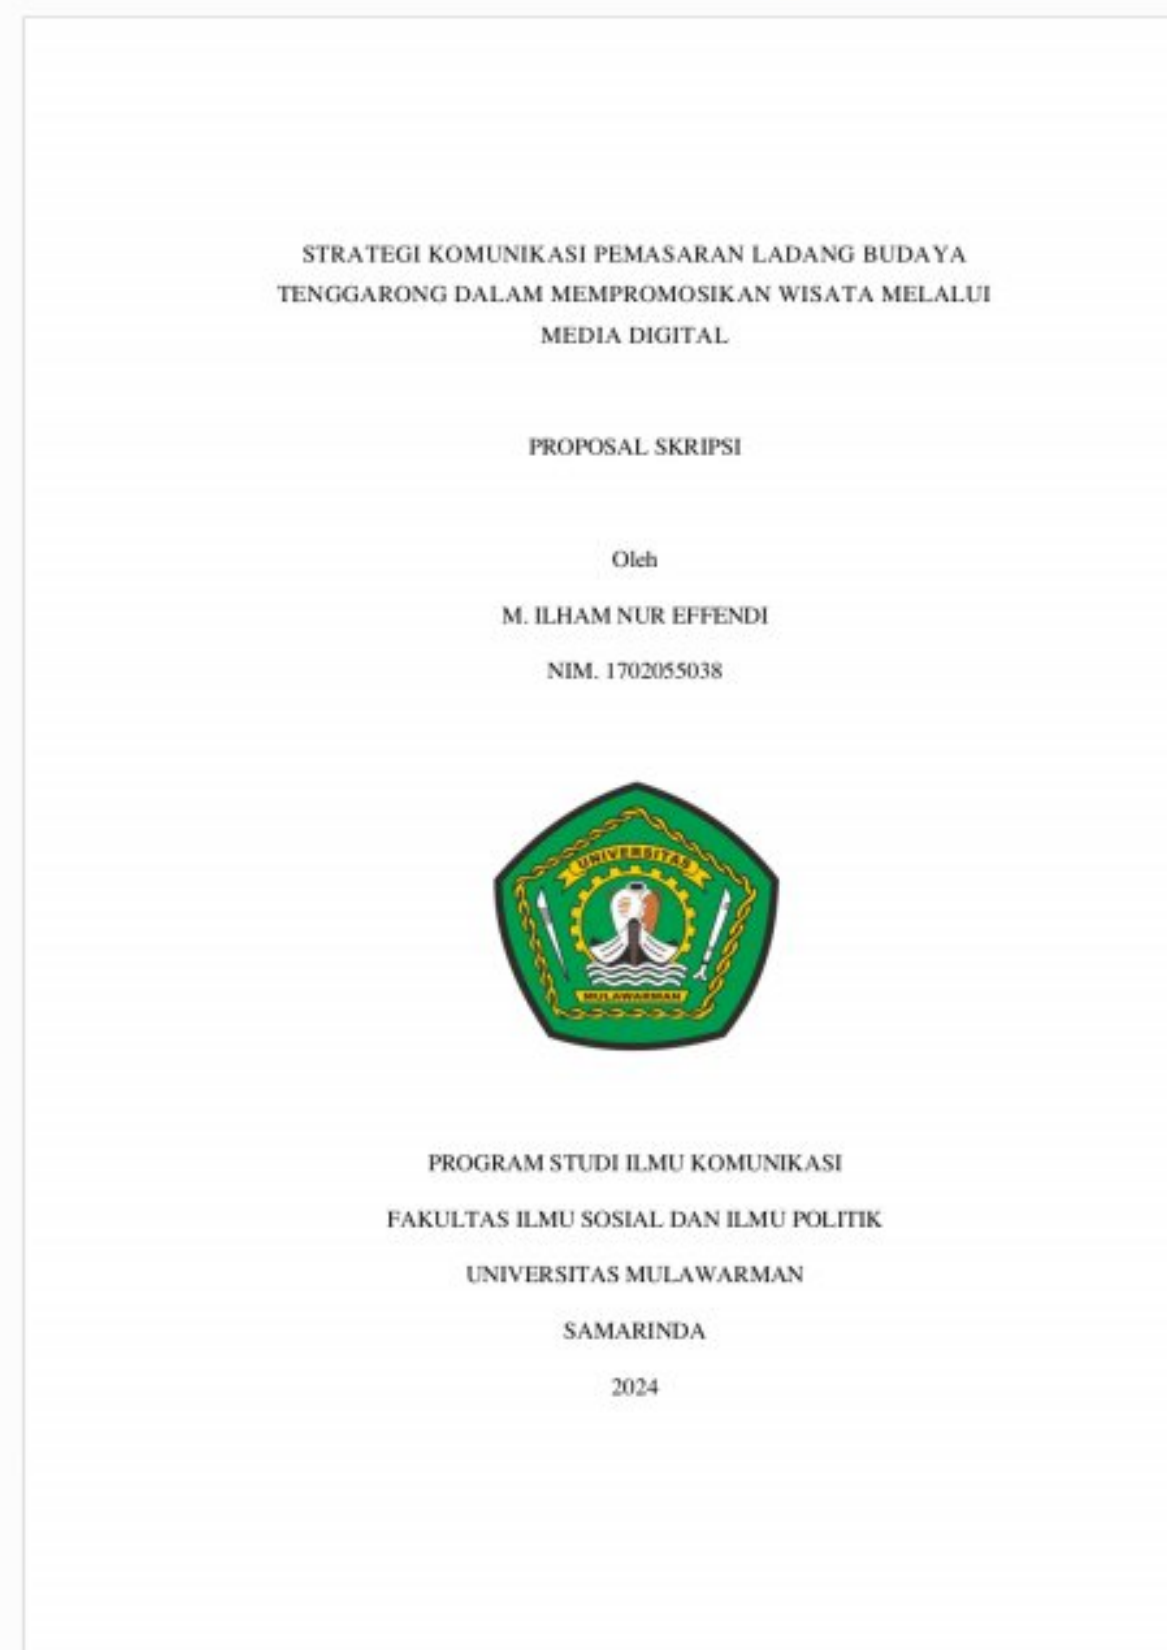 STRATEGI KOMUNIKASI PEMASARAN LADANG BUDAYA
TENGGARONG DALAM MEMPROMOSIKAN WISATA MELALUI
MEDIA DIGITAL
PROPOSAL SKRIPSI
Oleh
M. ILHAM NUR EFFENDI
NIM. 1702055038
UNIVERSITAS
MULAWARMAN
PROGRAM STUDI ILMU KOMUNIKASI
FAKULTAS ILMU SOSIAL DAN ILMU POLITIK
UNIVERSITAS MULAWARMAN
SAMARINDA
2024